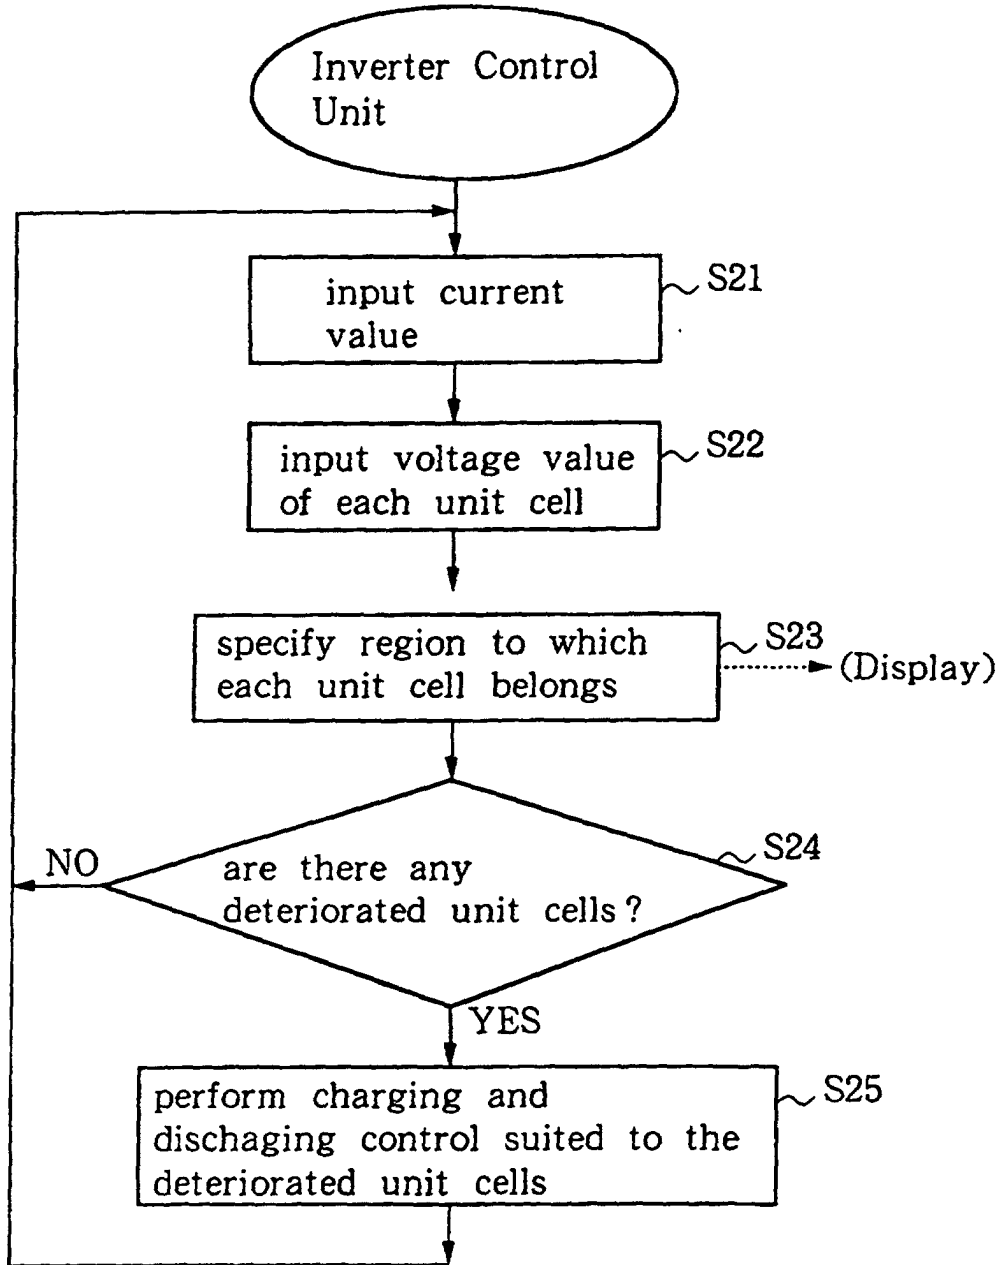 Inverter Control
Unit
input current
value
S21
input voltage value
of each unit cell
S22
specify region to which
each unit cell belongs
S23
(Display)
are there any
deteriorated unit cells?
S24
NO
YES
perform charging and
dischaging control suited to the
deteriorated unit cells
S25